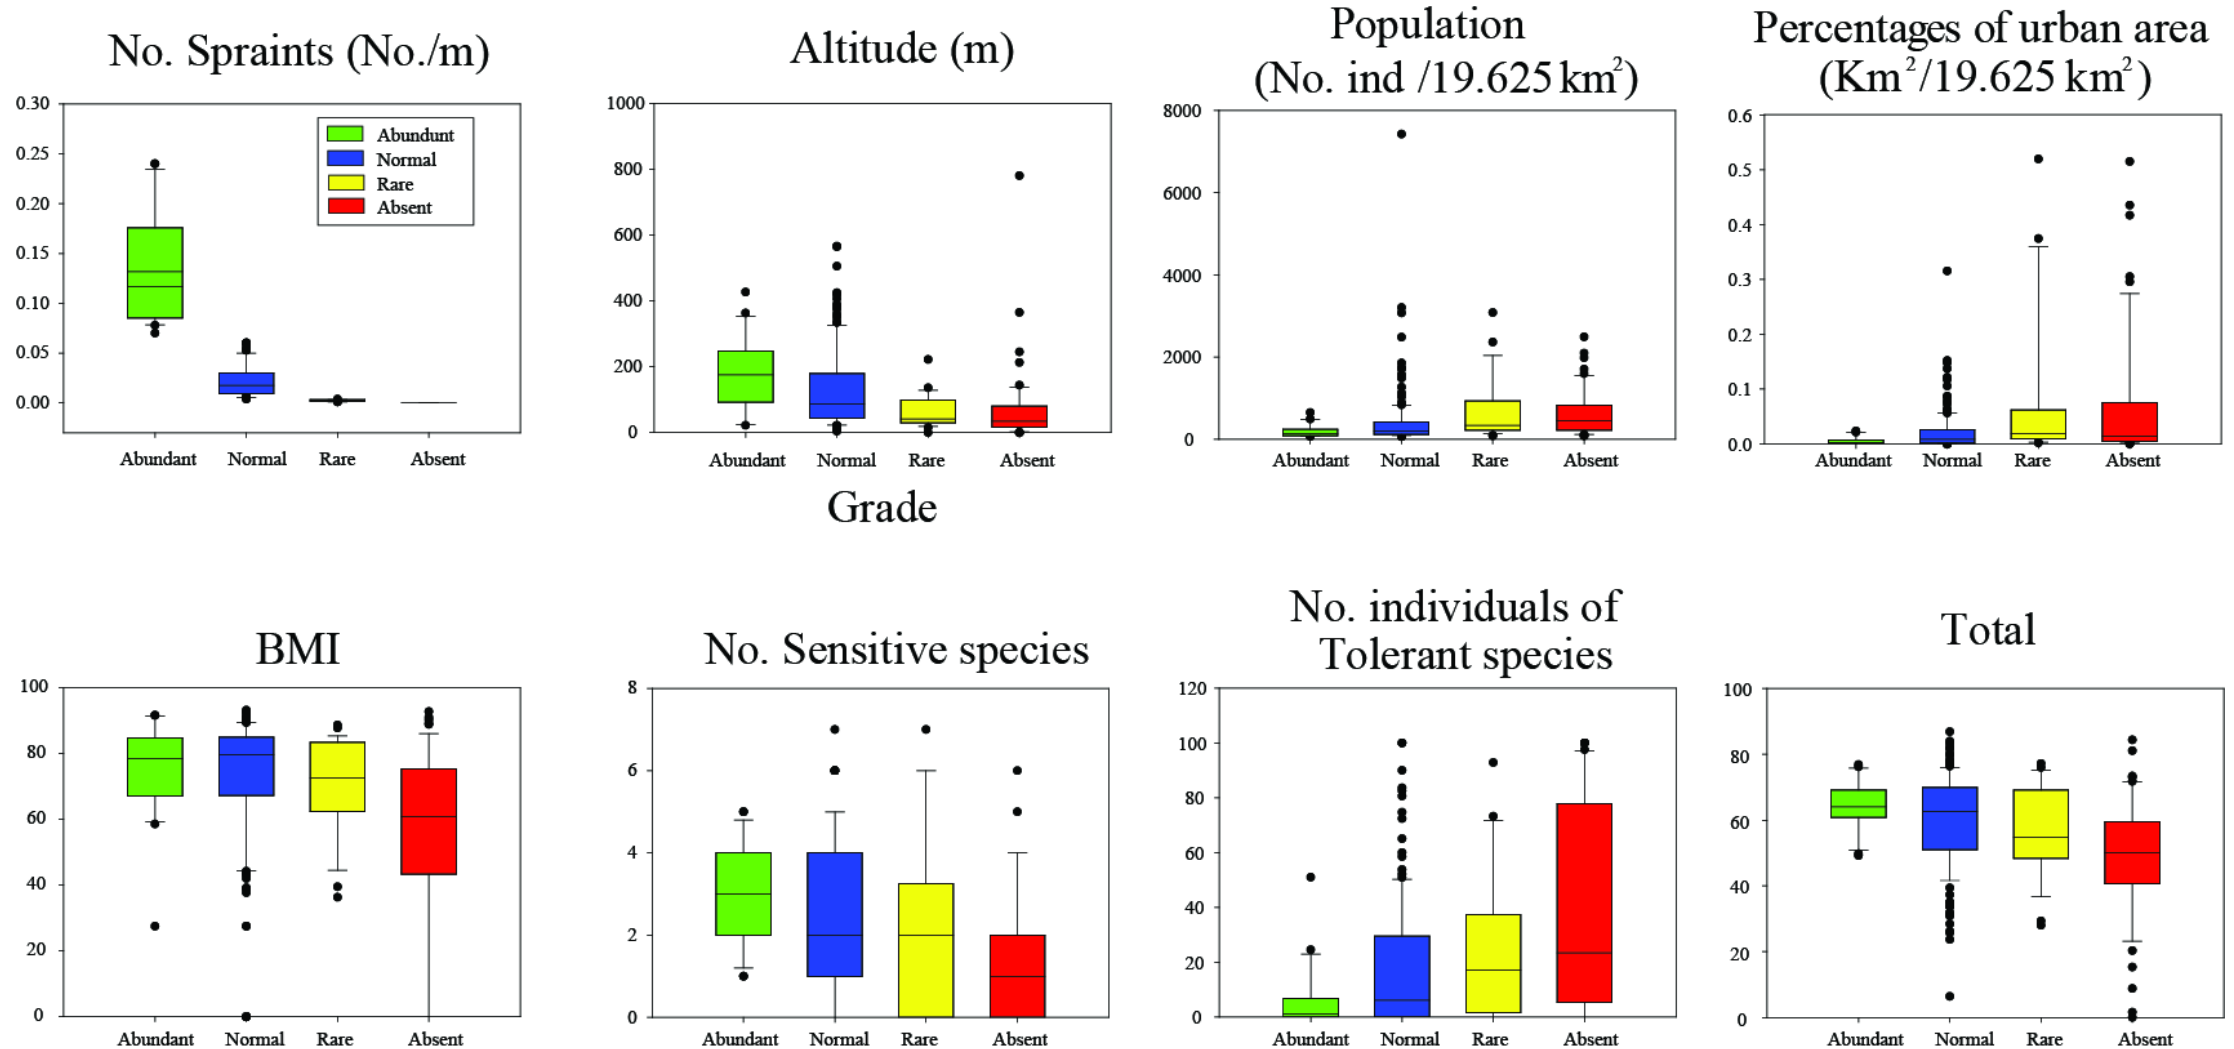 No. Spraints (No./m)
0.30
0.25
0.20
0.15
0.10
0.05
0.00
Abundunt
Normal
Rare
Absent
Abundant Normal Rare Absent
Altitude (m)
1000
800
600
400
200
0
Abundant Normal Rare Absent
Population
(No. ind /19.625 km²)
8000
6000
4000
2000
0
Abundant Normal Rare Absent
Percentages of urban area
(Km²/19.625 km²)
0.6
0.5
0.4
0.3
0.2
0.1
0.0
Abundant Normal Rare Absent
Grade
BMI
100
80
60
40
20
0
Abundant Normal Rare Absent
No. Sensitive species
8
6
4
2
0
Abundant Normal Rare Absent
No. individuals of
Tolerant species
120
100
80
60
40
20
0
Abundant Normal Rare Absent
Total
100
80
60
40
20
0
Abundant Normal Rare Absent